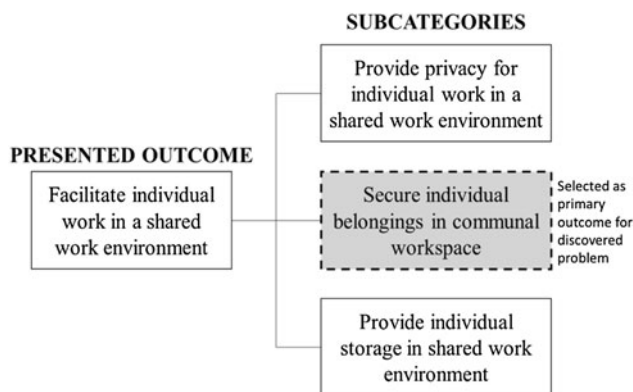 SUBCATEGORIES
Provide privacy for
individual work in a
shared work environment
PRESENTED OUTCOME
Facilitate individual
work in a shared
work environment
Secure individual
belongings in communal
workspace
Selected as
primary
outcome for
discovered
problem
Provide individual
storage in shared work
environment